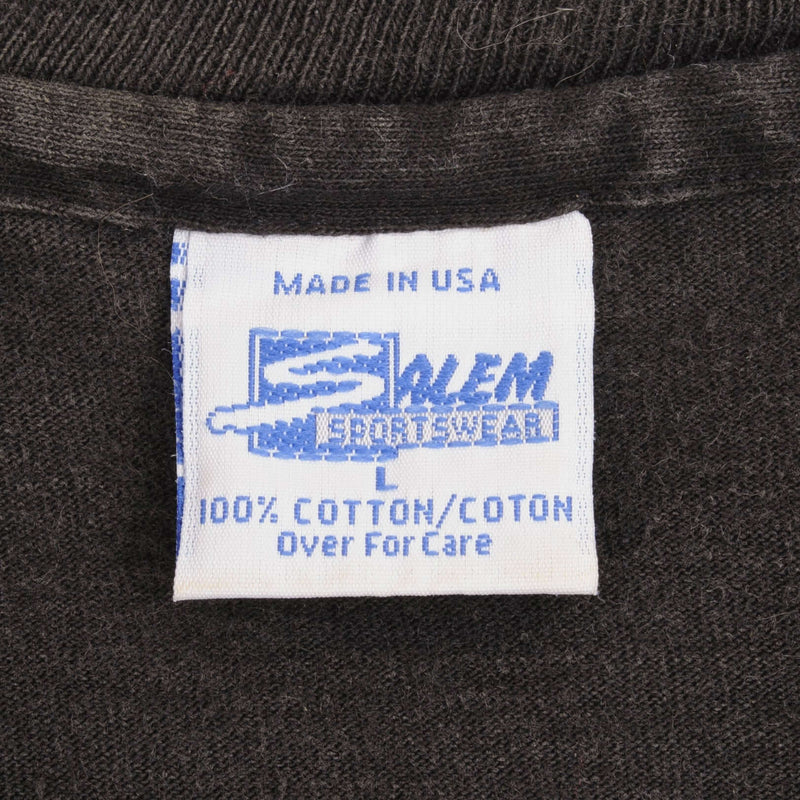 MADE IN USA
SALEM
SPORTSWEAR
L
100% COTTON/COTON
Over For Care